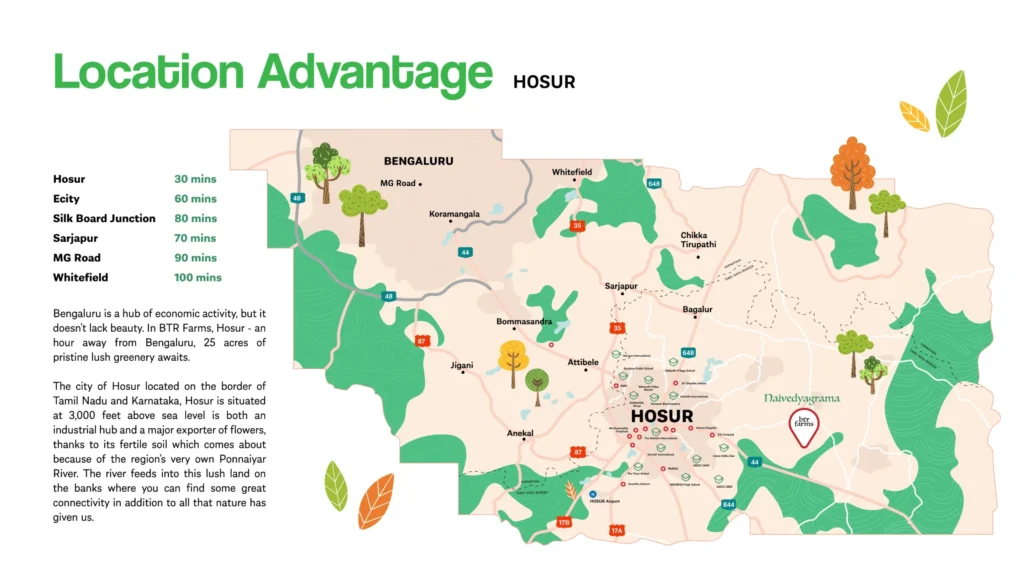 Location Advantage HOSUR
Hosur 30 mins
Ecity 60 mins
Silk Board Junction 80 mins
Sarjapur 70 mins
MG Road 90 mins
Whitefield 100 mins
Bengaluru is a hub of economic activity, but it
doesn't lack beauty. In BTR Farms, Hosur - an
hour away from Bengaluru, 25 acres of
pristine lush greenery awaits.
The city of Hosur located on the border of
Tamil Nadu and Karnataka, Hosur is situated
at 3,000 feet above sea level is both an
industrial hub and a major exporter of flowers,
thanks to its fertile soil which comes about
because of the region's very own Ponnaiyar
River. The river feeds into this lush land on
the banks where you can find some great
connectivity in addition to all that nature has
given us.
BENGALURU
MG Road
Whitefield
648
48
Koramangala
35
44
Chikka
Tirupathi
Sarjapur
48
Bagalur
Bommasandra
35
87
648
Jigani
Attibele
HOSUR
Naivedyagrama
btr
farms
Anekal
87
44
HOSUR Airport
844
17B
17A